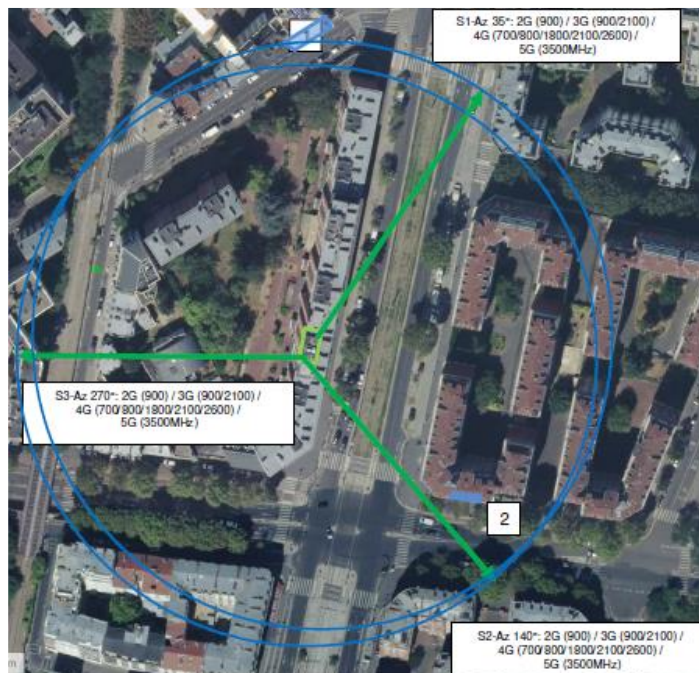 S1-Az 35°: 2G (900) / 3G (900/2100) /
4G (700/800/1800/2100/2600) /
5G (3500MHz)
S3-Az 270°: 2G (900) / 3G (900/2100) /
4G (700/800/1800/2100/2600) /
5G (3500MHz)
2
S2-Az 140°: 2G (900) / 3G (900/2100) /
4G (700/800/1800/2100/2600) /
5G (3500MHz)
m